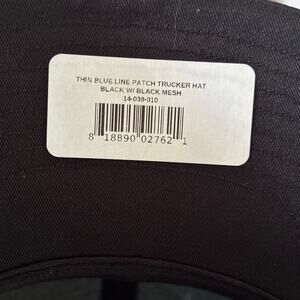 THIN BLUE LINE PATCH TRUCKER HAT
BLACK W/ BLACK MESH
14-039-010
8 18890 02762 1